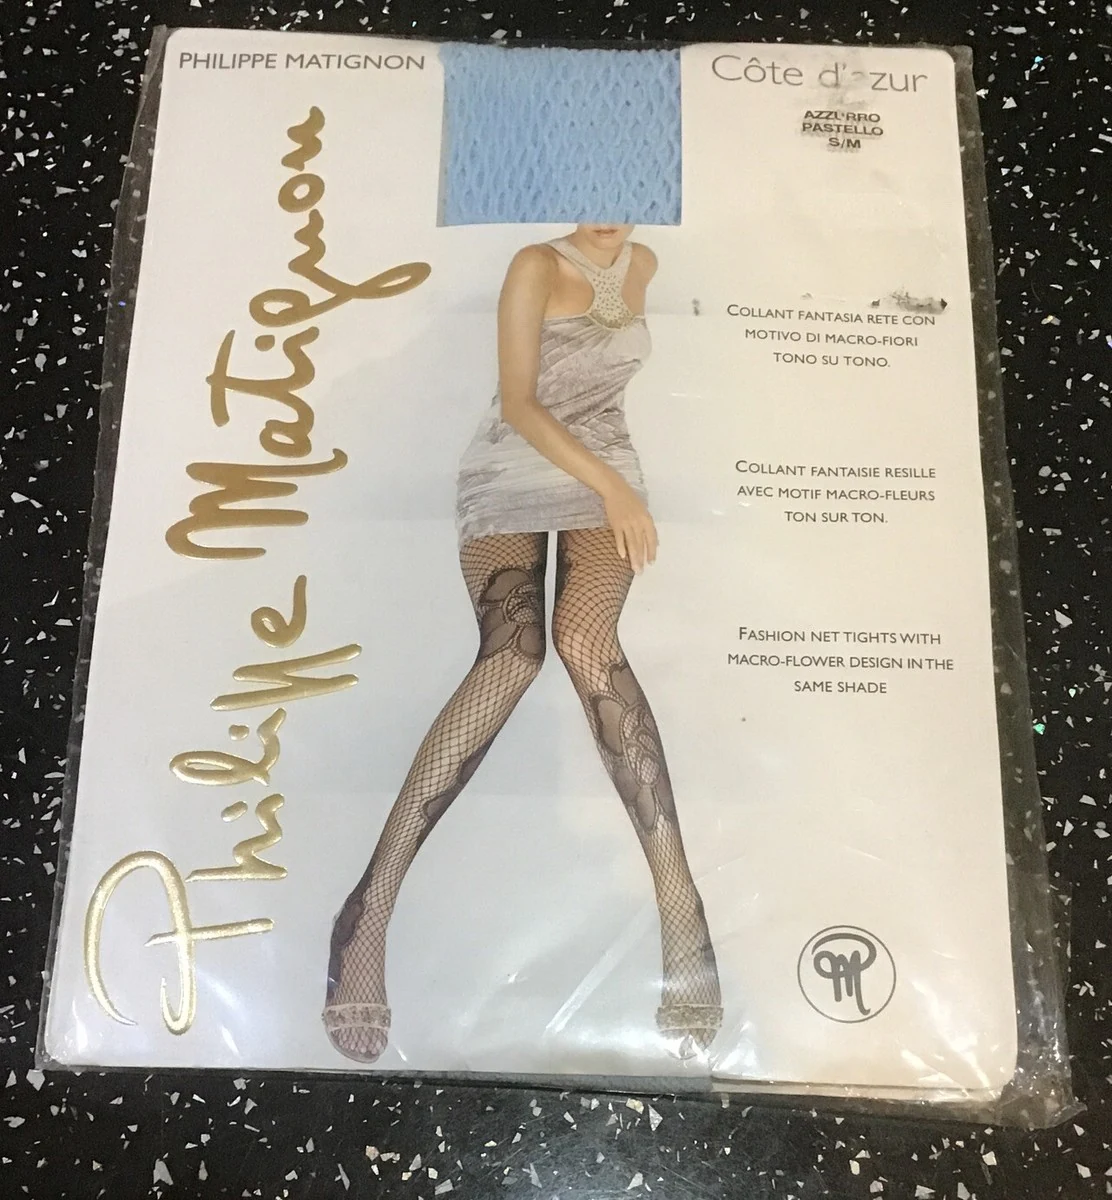 PHILIPPE MATIGNON
Côte d'azur
AZZURRO
PASTELLO
S/M
Philippe Matignon
COLLANT FANTASIA RETE CON
MOTIVO DI MACRO-FIORI
TONO SU TONO.
COLLANT FANTAISIE RESILLE
AVEC MOTIF MACRO-FLEURS
TON SUR TON.
FASHION NET TIGHTS WITH
MACRO-FLOWER DESIGN IN THE
SAME SHADE
PM